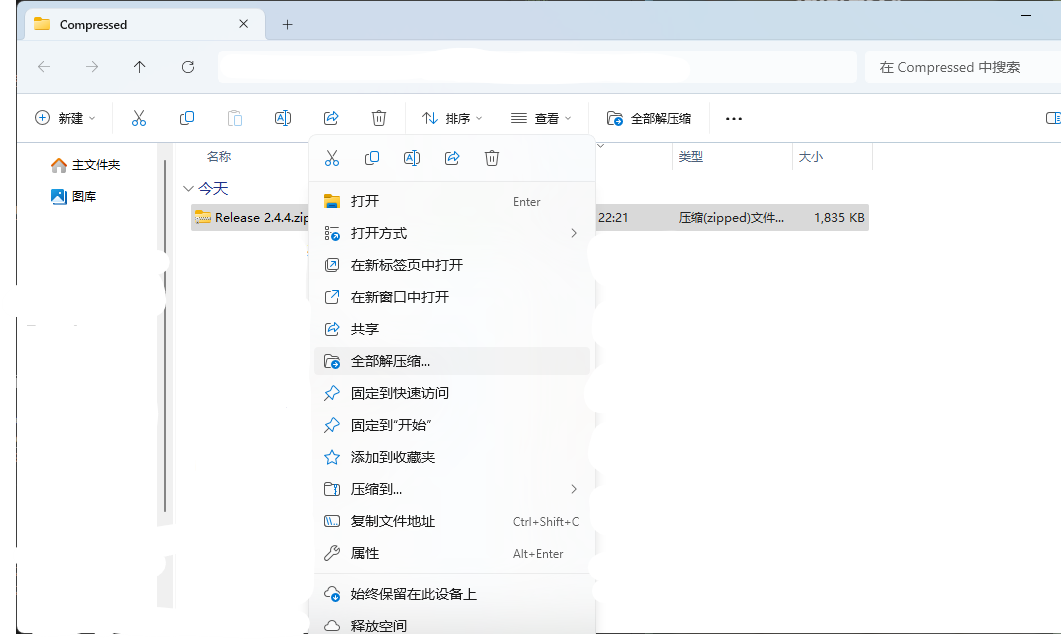 Compressed
在 Compressed 中搜索
新建
排序
查看
全部解压缩
主文件夹
图库
名称
类型
大小
今天
Release 2.4.4.zip
22:21
压缩(zipped)文件...
1,835 KB
打开
Enter
打开方式
在新标签页中打开
在新窗口中打开
共享
全部解压缩...
固定到快速访问
固定到"开始"
添加到收藏夹
压缩到...
复制文件地址
Ctrl+Shift+C
属性
Alt+Enter
始终保留在此设备上
释放空间